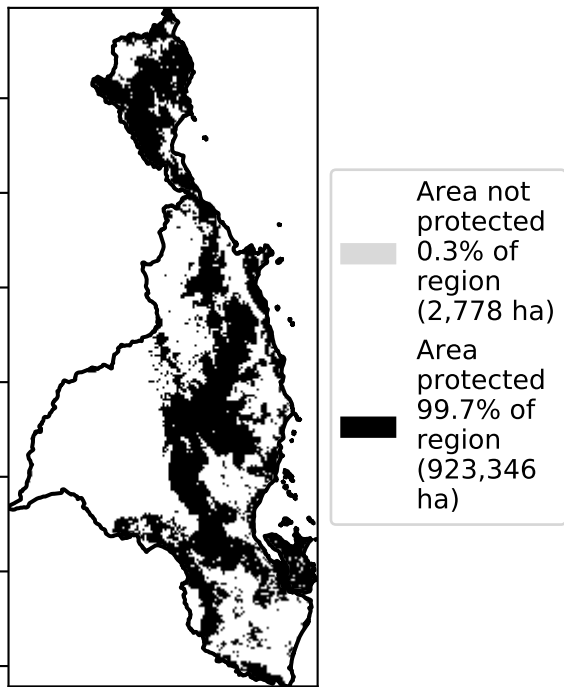 Area not
protected
0.3% of
region
(2,778 ha)
Area
protected
99.7% of
region
(923,346
ha)